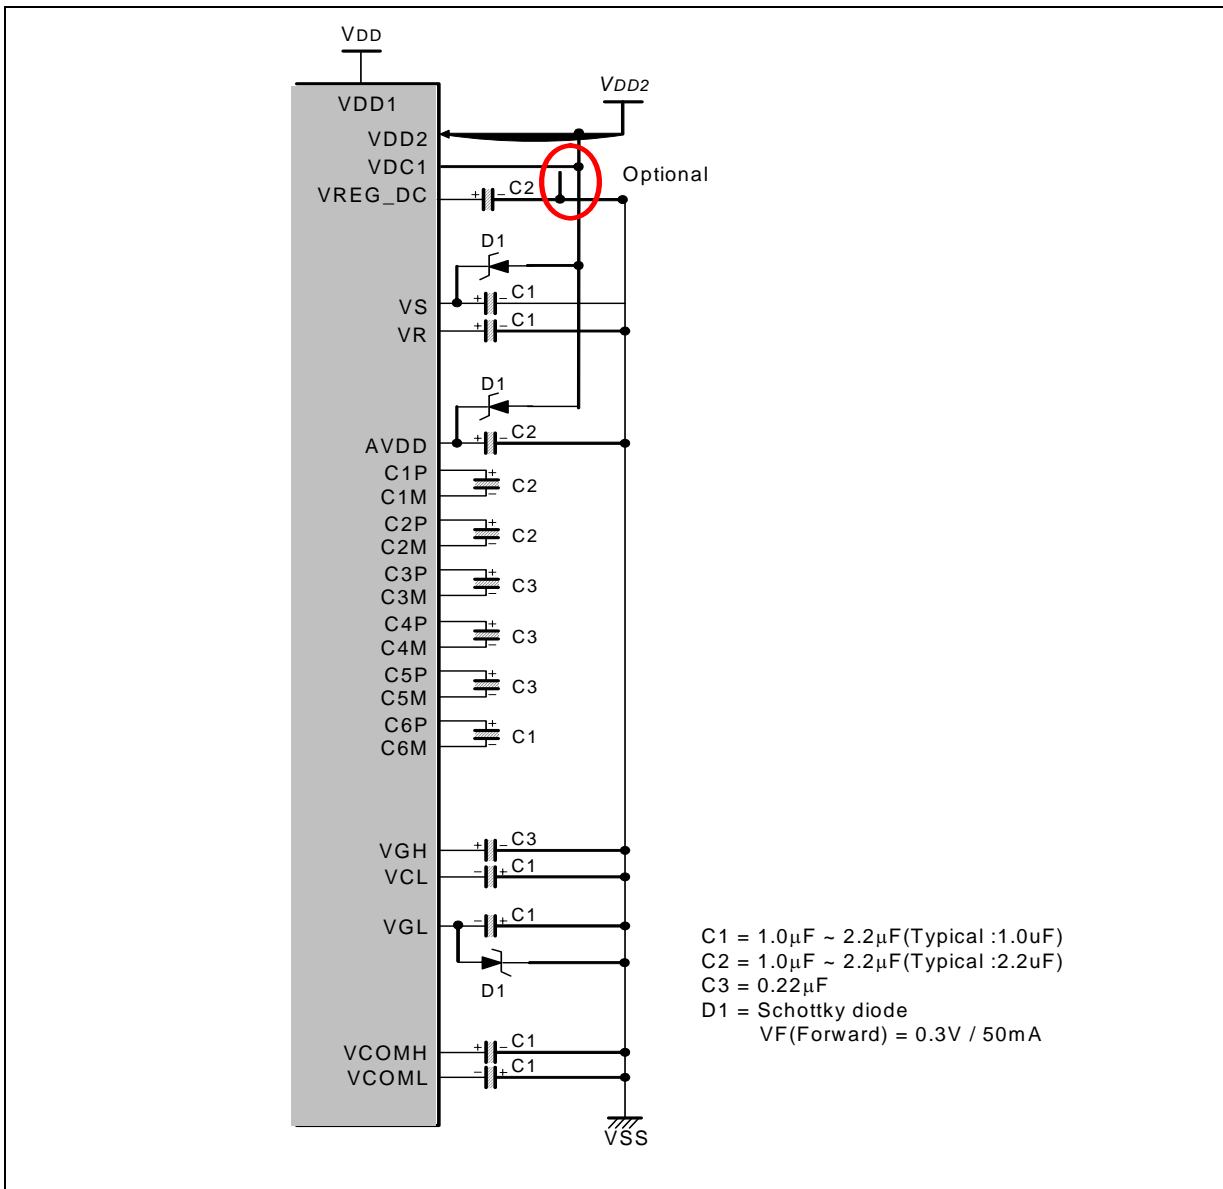 VDD
VDD1
VDD2
VDD2
VDC1
Optional
VREG_DC
+ – C2
D1
VS
+ – C1
VR
+ – C1
D1
AVDD
+ – C2
C1P
+
– C2
C1M
C2P
+
– C2
C2M
C3P
+
– C3
C3M
C4P
+
– C3
C4M
C5P
+
– C3
C5M
C6P
+
– C1
C6M
VGH
+ – C3
VCL
– + C1
VGL
– + C1
D1
C1 = 1.0µF ~ 2.2µF(Typical :1.0uF)
C2 = 1.0µF ~ 2.2µF(Typical :2.2uF)
C3 = 0.22µF
D1 = Schottky diode
VF(Forward) = 0.3V / 50mA
VCOMH
+ – C1
VCOML
– + C1
VSS